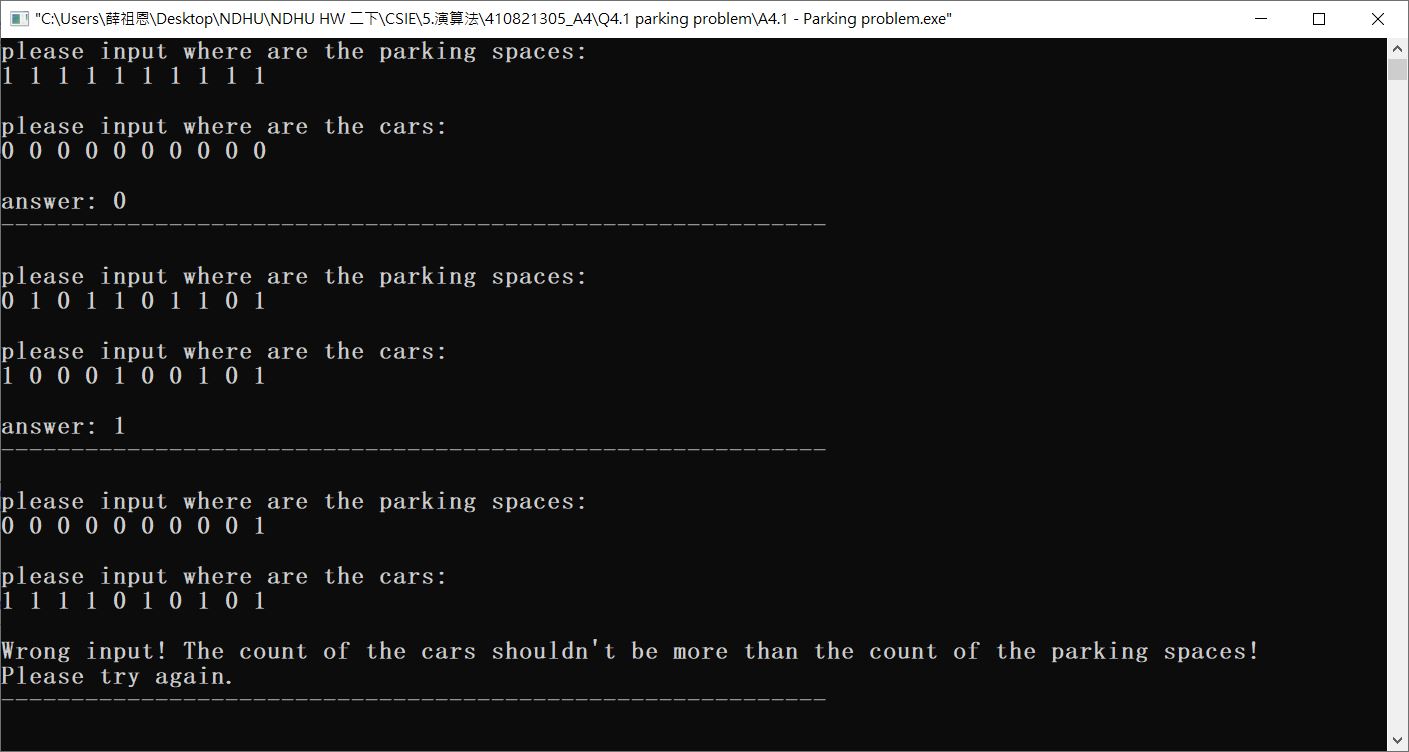 "C:\Users\薛祖恩\Desktop\NDHU\NDHU HW 二下\CSIE\5.演算法\410821305_A4\Q4.1 parking problem\A4.1 - Parking problem.exe"
please input where are the parking spaces:
1 1 1 1 1 1 1 1 1 1
please input where are the cars:
0 0 0 0 0 0 0 0 0 0
answer: 0
-----------------------------------------------------------
please input where are the parking spaces:
0 1 0 1 1 0 1 1 0 1
please input where are the cars:
1 0 0 0 1 0 0 1 0 1
answer: 1
-----------------------------------------------------------
please input where are the parking spaces:
0 0 0 0 0 0 0 0 0 1
please input where are the cars:
1 1 1 1 0 1 0 1 0 1
Wrong input! The count of the cars shouldn't be more than the count of the parking spaces!
Please try again.
-----------------------------------------------------------